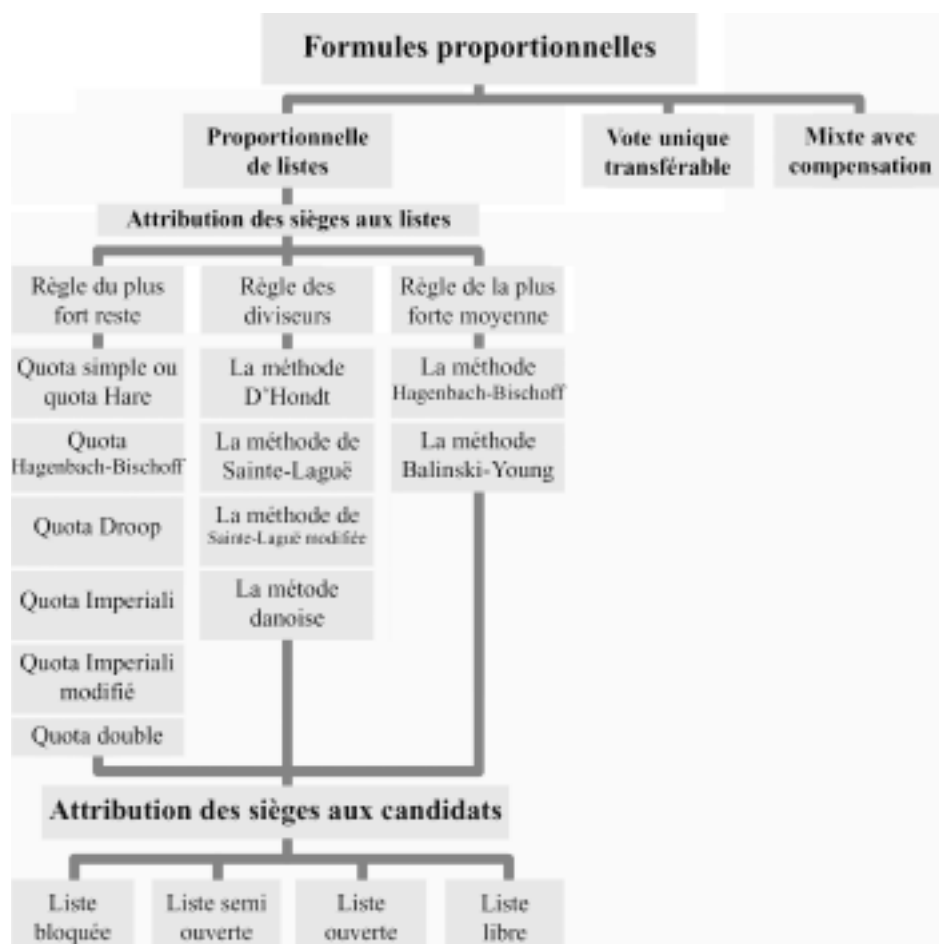 Formules proportionnelles
Proportionnelle
de listes
Vote unique
transférable
Mixte avec
compensation
Attribution des sièges aux listes
Règle du plus
fort reste
Règle des
diviseurs
Règle de la plus
forte moyenne
Quota simple ou
quota Hare
La méthode
D'Hondt
La méthode
Hagenbach-Bischoff
Quota
Hagenbach-Bischoff
La méthode de
Sainte-Laguë
La méthode
Balinski-Young
Quota Droop
La méthode de
Sainte-Laguë modifiée
Quota Imperiali
La métode
danoise
Quota Imperiali
modifié
Quota double
Attribution des sièges aux candidats
Liste
bloquée
Liste semi
ouverte
Liste
ouverte
Liste
libre